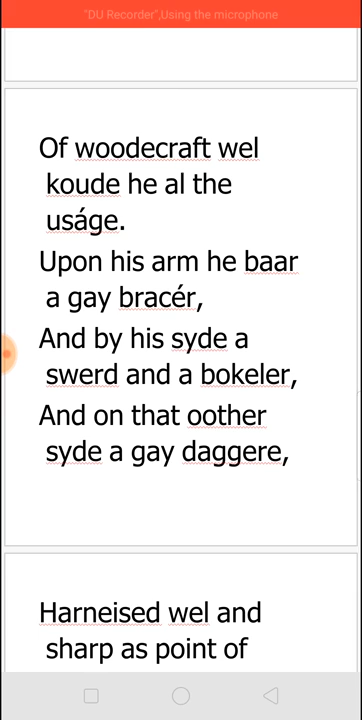 "DU Recorder",Using the microphone
Of woodecraft wel
koude he al the
uságe.
Upon his arm he baar
a gay bracér,
And by his syde a
swerd and a bokeler,
And on that oother
syde a gay daggere,
Harneised wel and
sharp as point of